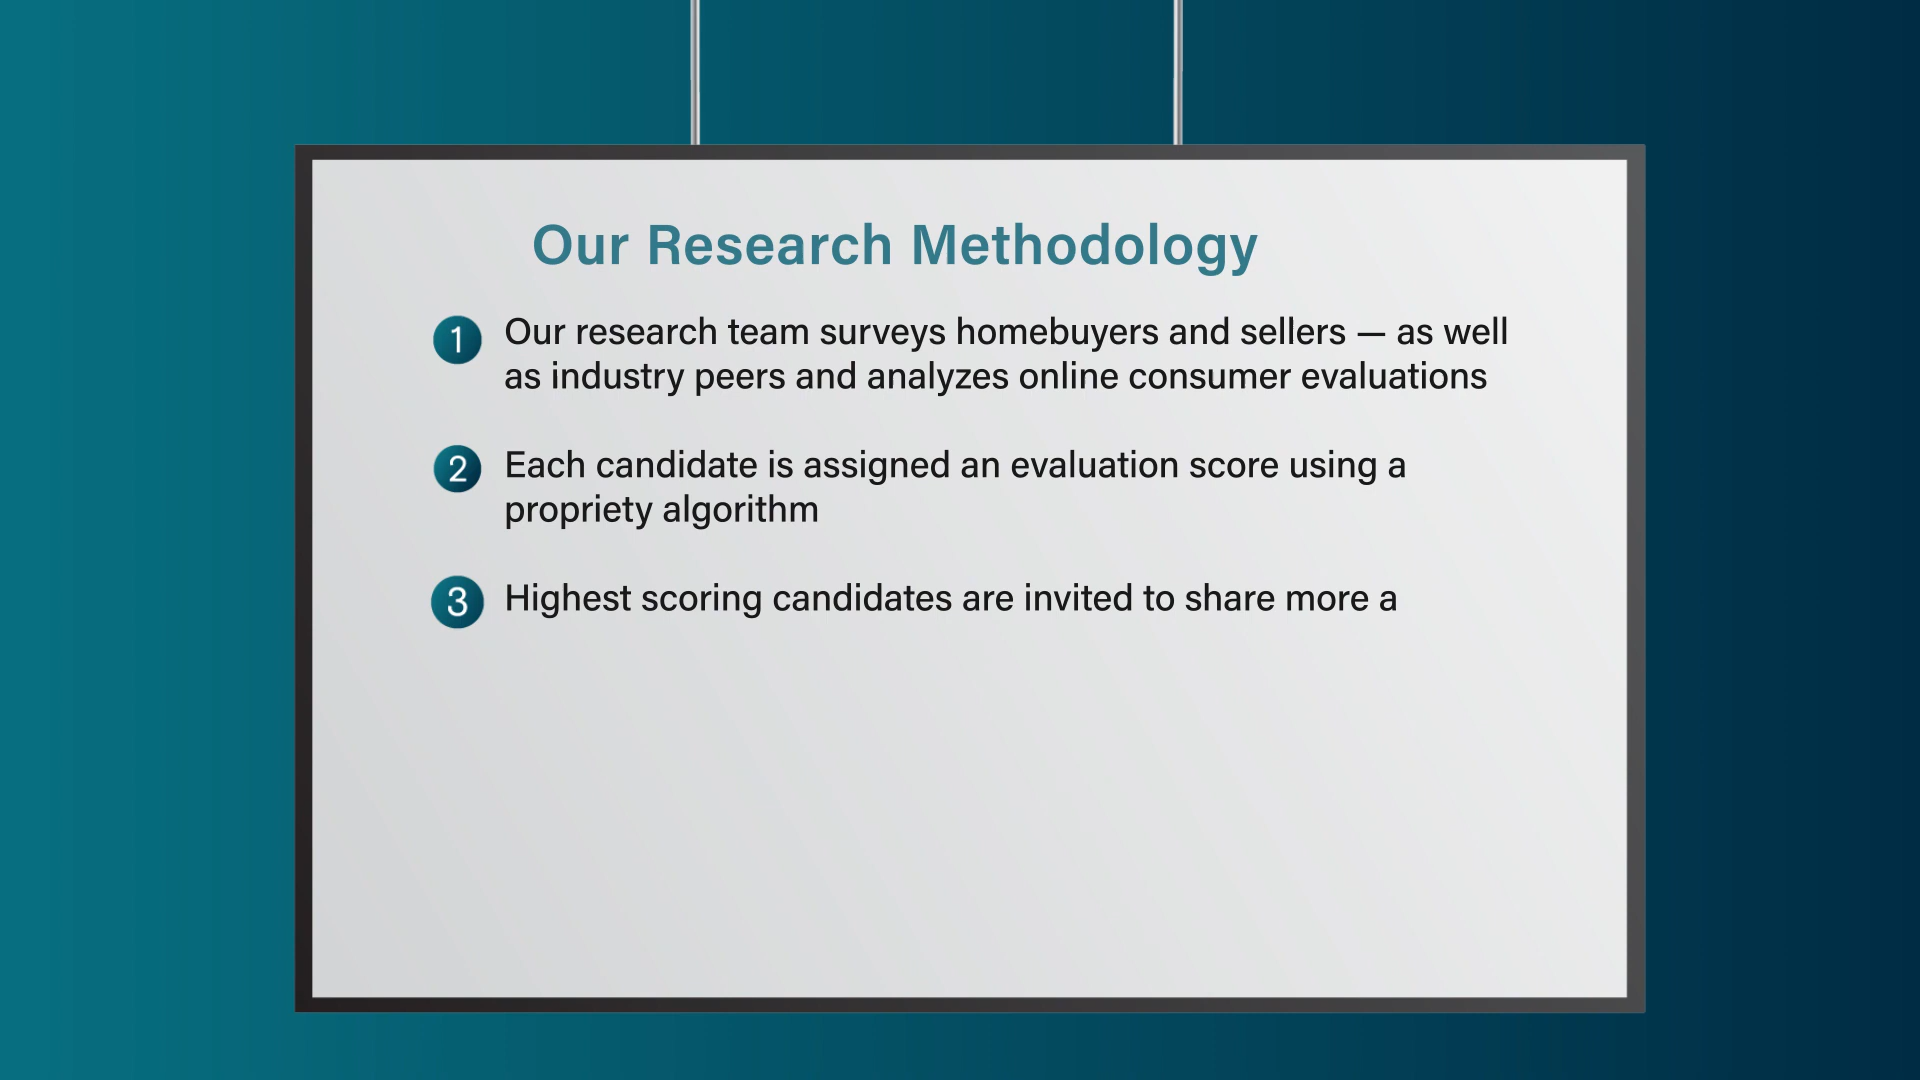 Our Research Methodology
1 Our research team surveys homebuyers and sellers — as well
as industry peers and analyzes online consumer evaluations
2 Each candidate is assigned an evaluation score using a
propriety algorithm
3 Highest scoring candidates are invited to share more a